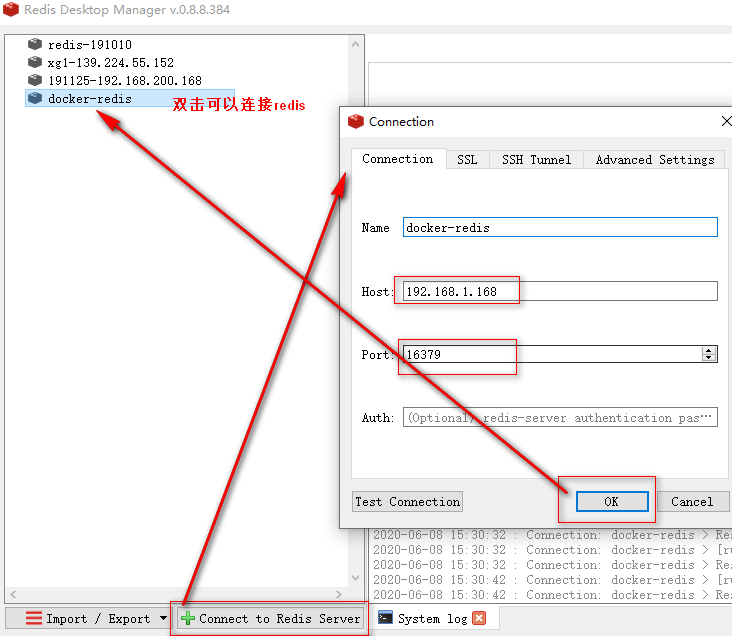 Redis Desktop Manager v.0.8.8.384
redis-191010
xg1-139.224.55.152
191125-192.168.200.168
docker-redis
双击可以连接redis
Connection
Connection SSL SSH Tunnel Advanced Settings
Name docker-redis
Host: 192.168.1.168
Port: 16379
Auth: (Optional) redis-server authentication pas…
Test Connection OK Cancel
2020-06-08 15:30:32 : Connection: docker-redis > Re
2020-06-08 15:30:32 : Connection: docker-redis > [r
2020-06-08 15:30:32 : Connection: docker-redis > Re
2020-06-08 15:30:42 : Connection: docker-redis > [r
2020-06-08 15:30:42 : Connection: docker-redis > Re
Import / Export Connect to Redis Server System log